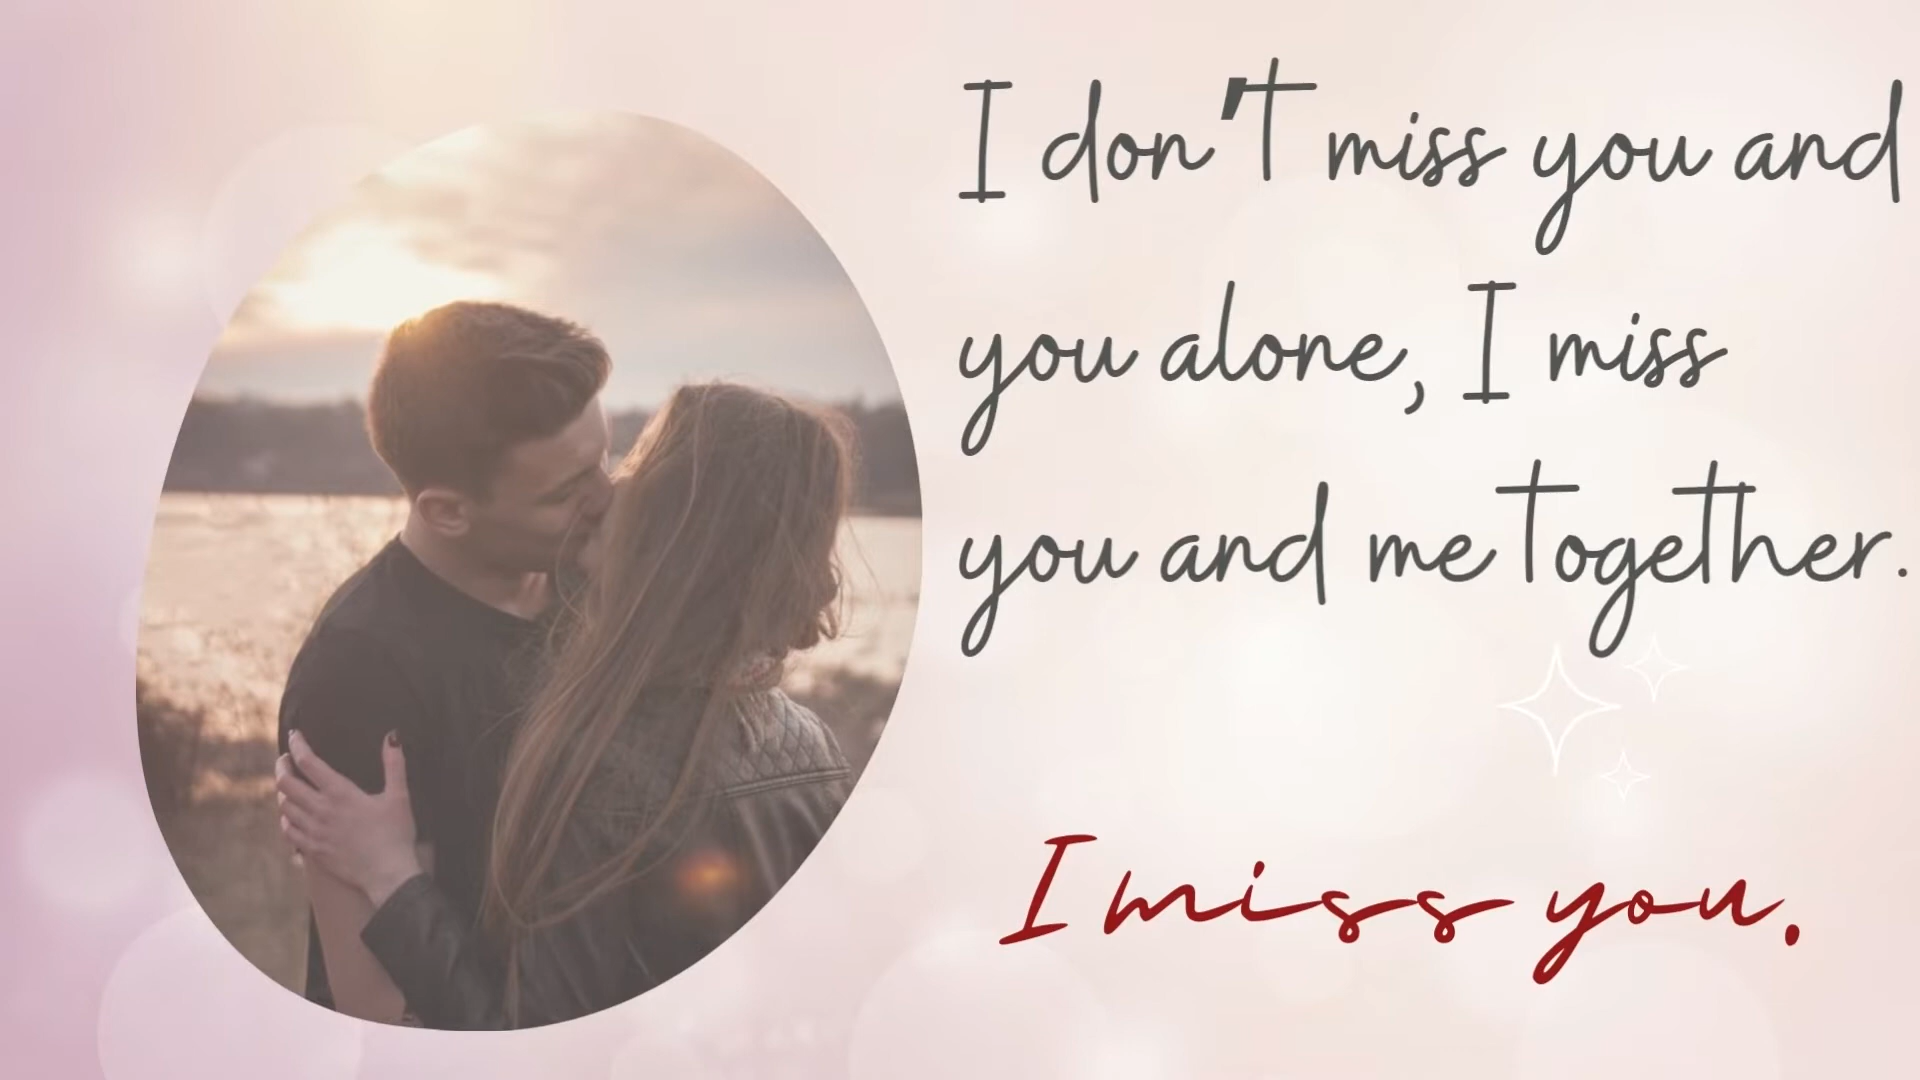 I don't miss you and
you alone, I miss
you and me together.
I miss you.